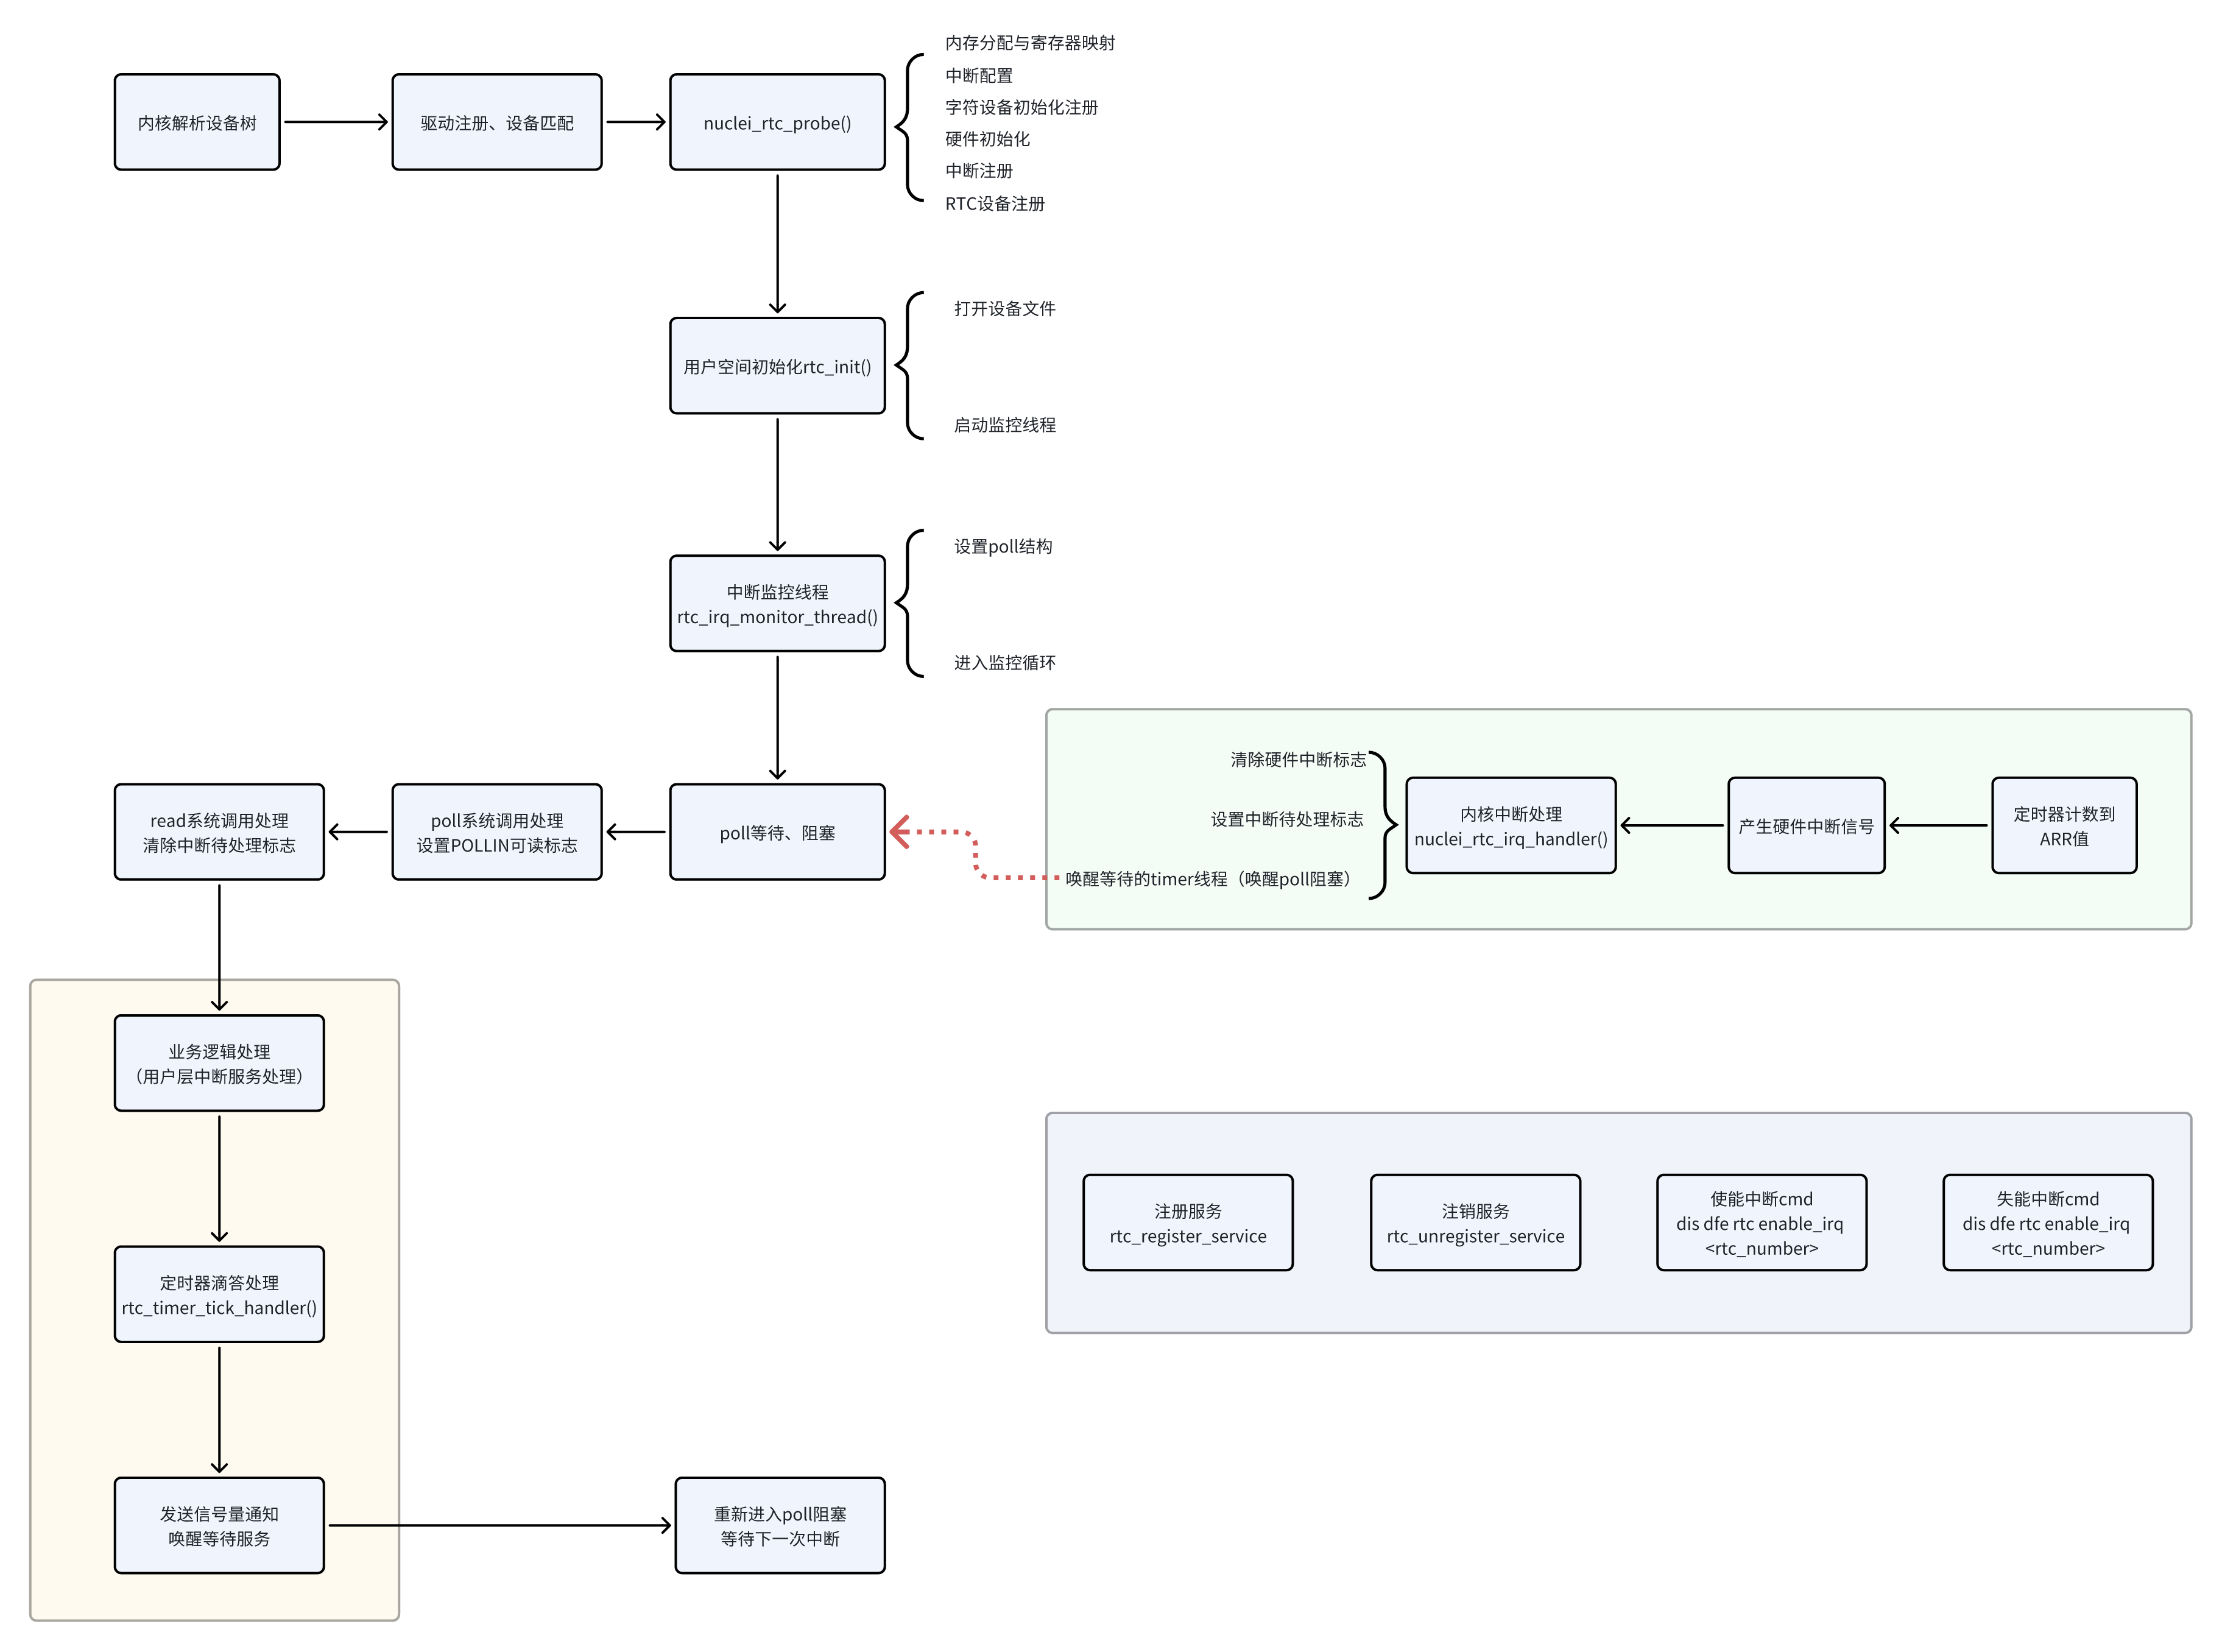 内核解析设备树
驱动注册、设备匹配
nuclei_rtc_probe()
内存分配与寄存器映射
中断配置
字符设备初始化注册
硬件初始化
中断注册
RTC设备注册
用户空间初始化rtc_init()
打开设备文件
启动监控线程
中断监控线程
rtc_irq_monitor_thread()
设置poll结构
进入监控循环
read系统调用处理
清除中断待处理标志
poll系统调用处理
设置POLLIN可读标志
poll等待、阻塞
清除硬件中断标志
设置中断待处理标志
唤醒等待的timer线程（唤醒poll阻塞）
内核中断处理
nuclei_rtc_irq_handler()
产生硬件中断信号
定时器计数到
ARR值
业务逻辑处理
（用户层中断服务处理）
定时器滴答处理
rtc_timer_tick_handler()
发送信号量通知
唤醒等待服务
重新进入poll阻塞
等待下一次中断
注册服务
rtc_register_service
注销服务
rtc_unregister_service
使能中断cmd
dis dfe rtc enable_irq
<rtc_number>
失能中断cmd
dis dfe rtc enable_irq
<rtc_number>